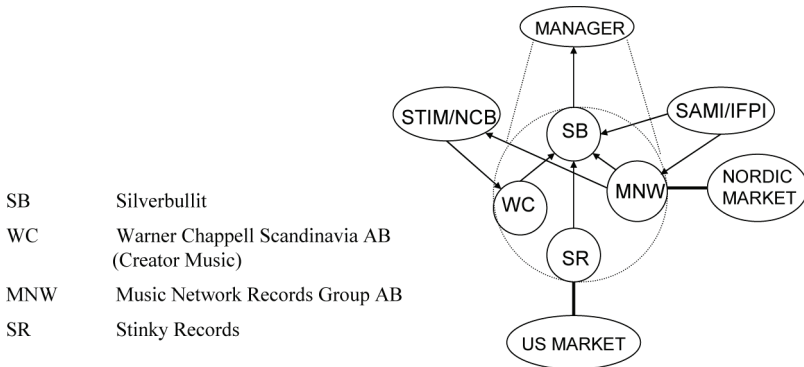 MANAGER
STIM/NCB
SB
SAMI/IFPI
WC
MNW
NORDIC
MARKET
SR
US MARKET
SB Silverbullit
WC Warner Chappell Scandinavia AB
(Creator Music)
MNW Music Network Records Group AB
SR Stinky Records